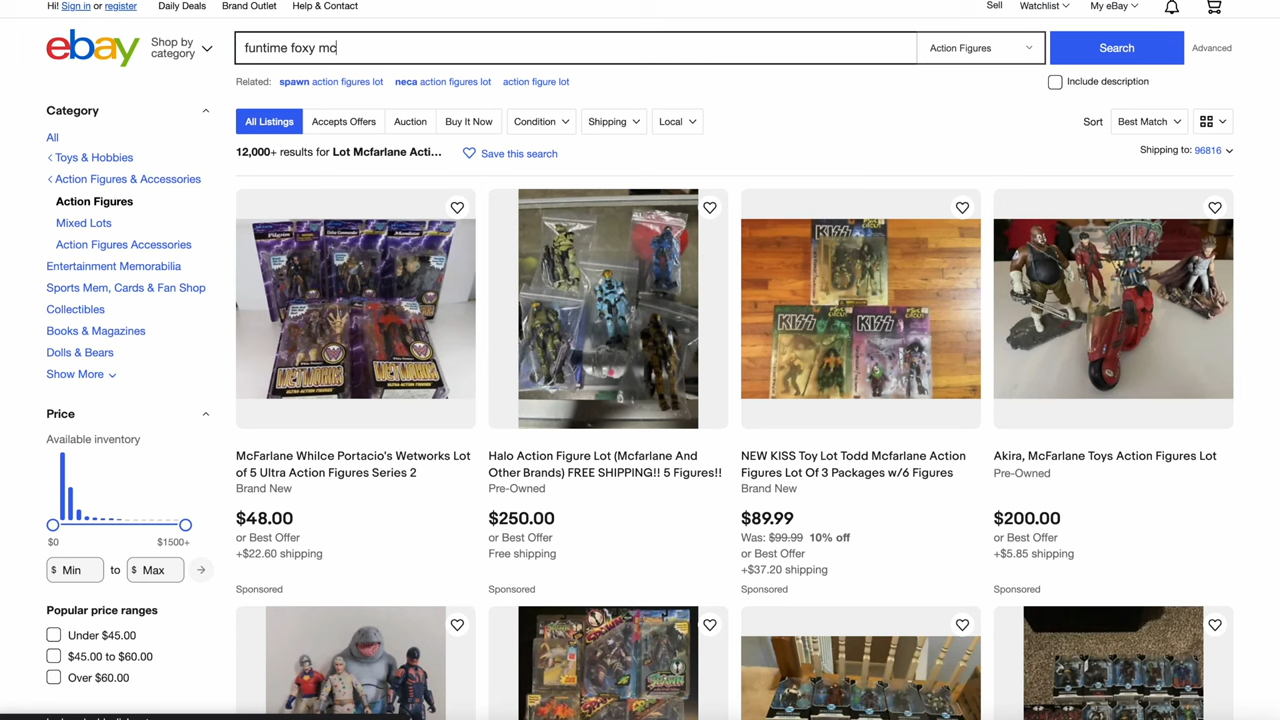 Hi! Sign in or register
Daily Deals
Brand Outlet
Help & Contact
Sell
Watchlist
My eBay
ebay
Shop by
category
funtime foxy mc
Action Figures
Search
Advanced
Related: spawn action figures lot neca action figures lot action figure lot
Include description
Category
All
Toys & Hobbies
Action Figures & Accessories
Action Figures
Mixed Lots
Action Figures Accessories
Entertainment Memorabilia
Sports Mem, Cards & Fan Shop
Collectibles
Books & Magazines
Dolls & Bears
Show More
Price
Available inventory
$0
$1500+
$ Min to $ Max
Popular price ranges
Under $45.00
$45.00 to $60.00
Over $60.00
All Listings
Accepts Offers
Auction
Buy It Now
Condition
Shipping
Local
Sort
Best Match
12,000+ results for Lot Mcfarlane Acti...
Save this search
Shipping to: 96816
WETWORKS
WETWORKS
McFarlane Whilce Portacio's Wetworks Lot
of 5 Ultra Action Figures Series 2
Brand New
$48.00
or Best Offer
+$22.60 shipping
Sponsored
Halo Action Figure Lot (Mcfarlane And
Other Brands) FREE SHIPPING!! 5 Figures!!
Pre-Owned
$250.00
or Best Offer
Free shipping
Sponsored
KISS
KISS
KISS
NEW KISS Toy Lot Todd Mcfarlane Action
Figures Lot Of 3 Packages w/6 Figures
Brand New
$89.99
Was: $99.99 10% off
or Best Offer
+$37.20 shipping
Sponsored
AKIRA
Akira, McFarlane Toys Action Figures Lot
Pre-Owned
$200.00
or Best Offer
+$5.85 shipping
Sponsored